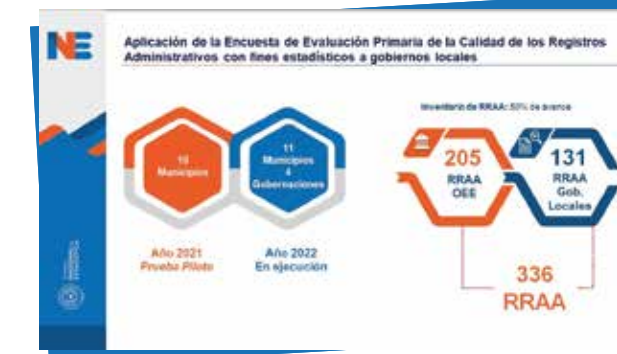 NE
Aplicación de la Encuesta de Evaluación Primaria de la Calidad de los Registros
Administrativos con fines estadísticos a gobiernos locales
Inventario de RRAA: 50% de avance
10
Municipios
11
Municipios
4
Gobernaciones
Año 2021
Prueba Piloto
Año 2022
En ejecución
205
RRAA
OEE
131
RRAA
Gob.
Locales
336
RRAA